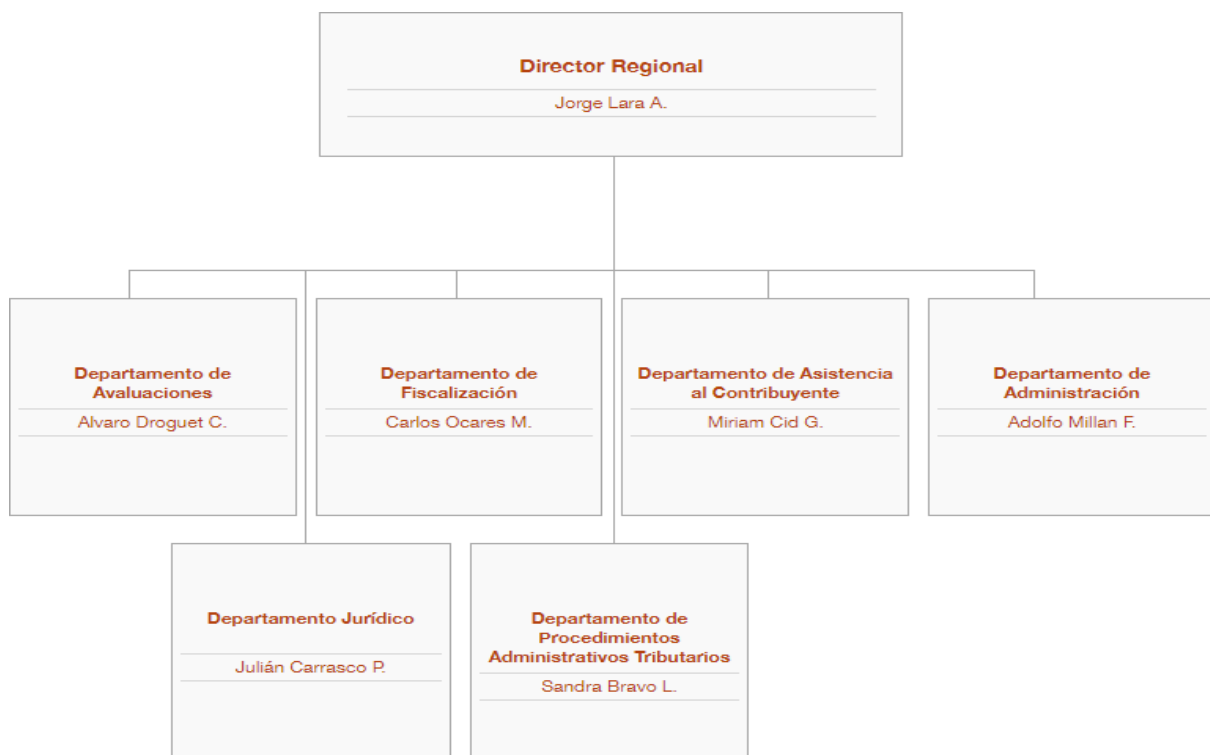 Director Regional
Jorge Lara A.
Departamento de
Avaluaciones
Alvaro Droguet C.
Departamento de
Fiscalización
Carlos Ocares M.
Departamento de Asistencia
al Contribuyente
Miriam Cid G.
Departamento de
Administración
Adolfo Millan F.
Departamento Jurídico
Julián Carrasco P.
Departamento de
Procedimientos
Administrativos Tributarios
Sandra Bravo L.